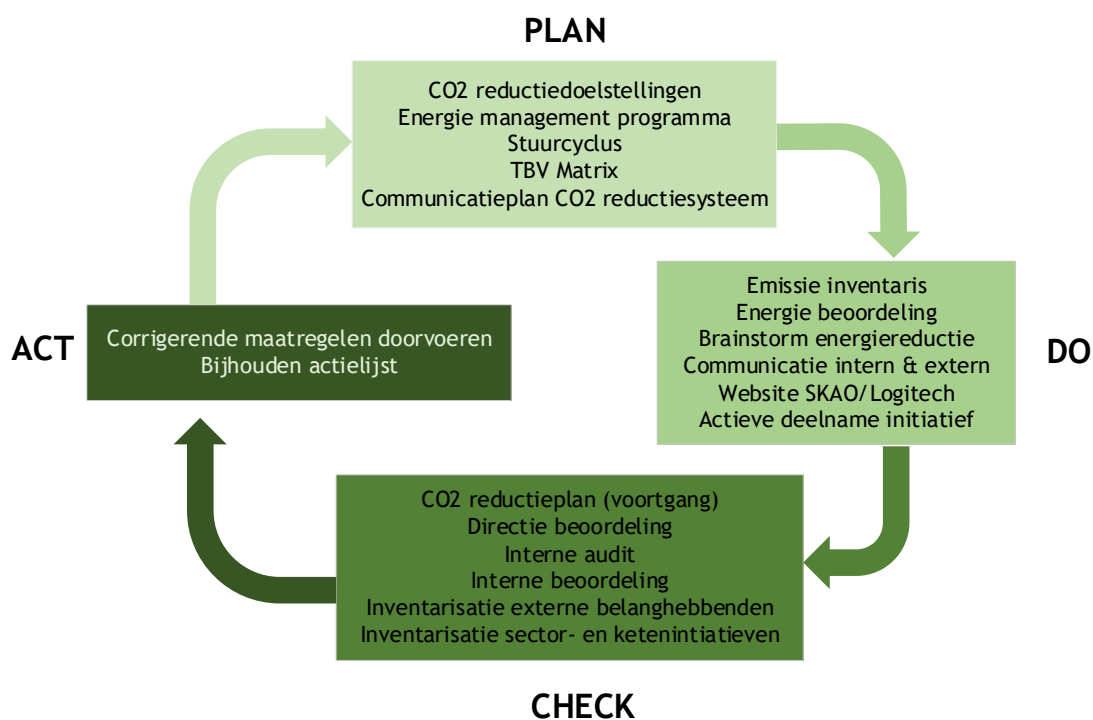 PLAN
CO2 reductiedoelstellingen
Energie management programma
Stuurcyclus
TBV Matrix
Communicatieplan CO2 reductiesysteem
DO
Emissie inventaris
Energie beoordeling
Brainstorm energiereductie
Communicatie intern & extern
Website SKAO/Logitech
Actieve deelname initiatief
CHECK
CO2 reductieplan (voortgang)
Directie beoordeling
Interne audit
Interne beoordeling
Inventarisatie externe belanghebbenden
Inventarisatie sector- en ketenintiatieven
ACT
Corrigerende maatregelen doorvoeren
Bijhouden actielijst